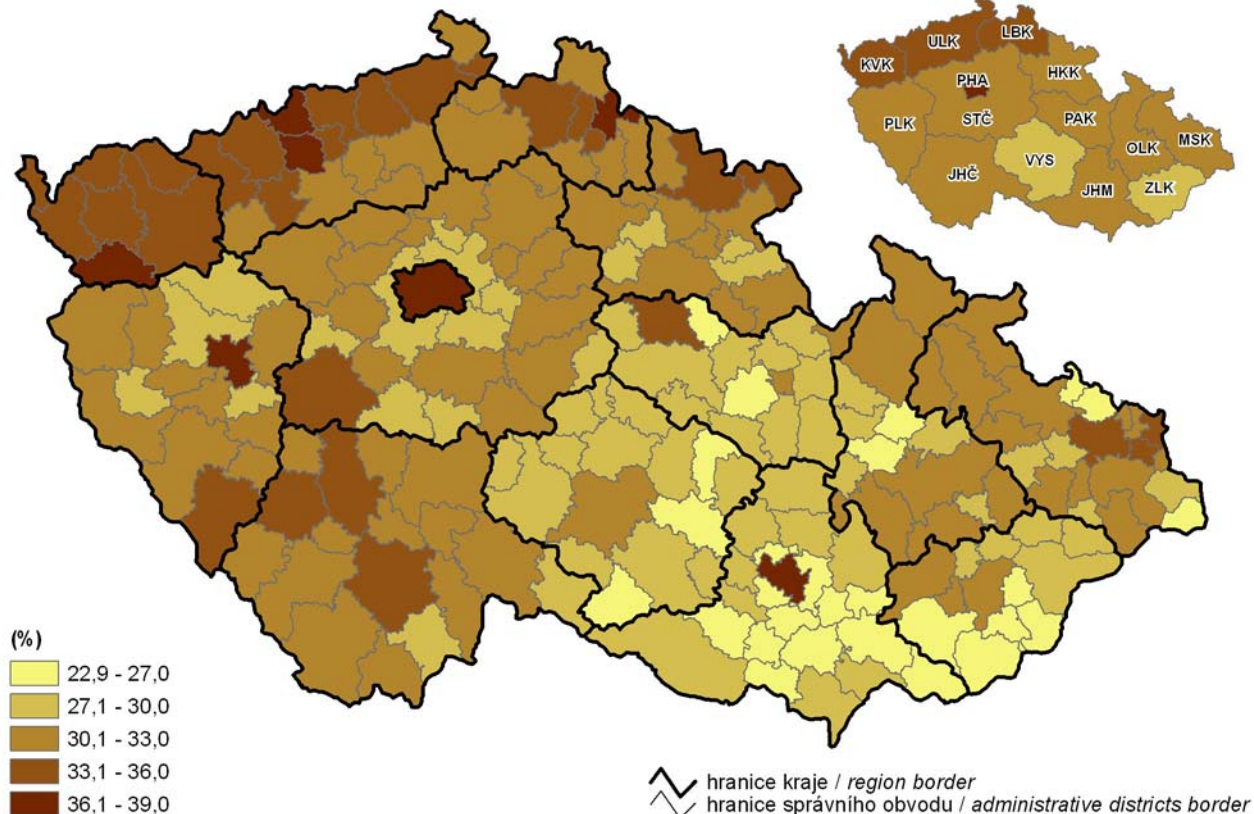 LBK
ULK
KVK
HKK
PHA
STČ
PAK
PLK
MSK
OLK
VYS
JHČ
ZLK
JHM
(%)
22,9 - 27,0
27,1 - 30,0
30,1 - 33,0
33,1 - 36,0
36,1 - 39,0
hranice kraje / region border
hranice správního obvodu / administrative districts border